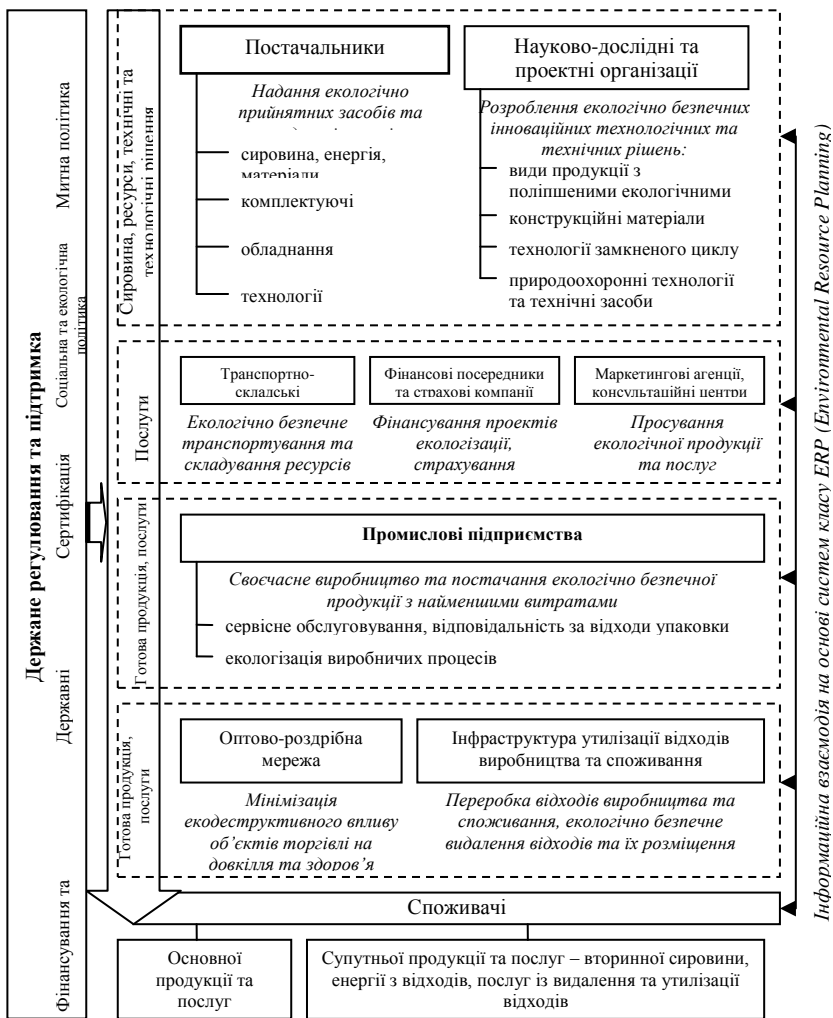 Держане регулювання та підтримка
Митна політика
Соціальна та екологічна
політика
Сертифікація
Державні
Фінансування та
Сировина, ресурси, технічні та
технологічні рішення
Постачальники
Надання екологічно
прийнятних засобів та
сировина, енергія,
матеріали
комплектуючі
обладнання
технології
Науково-дослідні та
проектні організації
Розроблення екологічно безпечних
інноваційних технологічних та
технічних рішень:
види продукції з
поліпшеними екологічними
конструкційні матеріали
технології замкненого циклу
природоохоронні технології
та технічні засоби
Послуги
Транспортно-
складські
Екологічно безпечне
транспортування та
складування ресурсів
Фінансові посередники
та страхові компанії
Фінансування проектів
екологізації,
страхування
Маркетингові агенції,
консультаційні центри
Просування
екологічної продукції
та послуг
Готова продукція, послуги
Промислові підприємства
Своєчасне виробництво та постачання екологічно безпечної
продукції з найменшими витратами
сервісне обслуговування, відповідальність за відходи упаковки
екологізація виробничих процесів
Готова продукція,
послуги
Оптово-роздрібна
мережа
Мінімізація
екодеструктивного впливу
об’єктів торгівлі на
довкілля та здоров’я
Інфраструктура утилізації відходів
виробництва та споживання
Переробка відходів виробництва та
споживання, екологічно безпечне
видалення відходів та їх розміщення
Споживачі
Основної
продукції та
послуг
Супутньої продукції та послуг – вторинної сировини,
енергії з відходів, послуг із видалення та утилізації
відходів
Інформаційна взаємодія на основі систем класу ERP (Environmental Resource Planning)